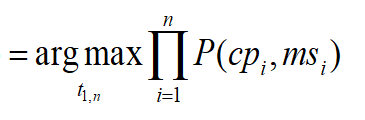 = arg max ∏ P(cp_i, ms_i)
t_{1,n} i=1 n